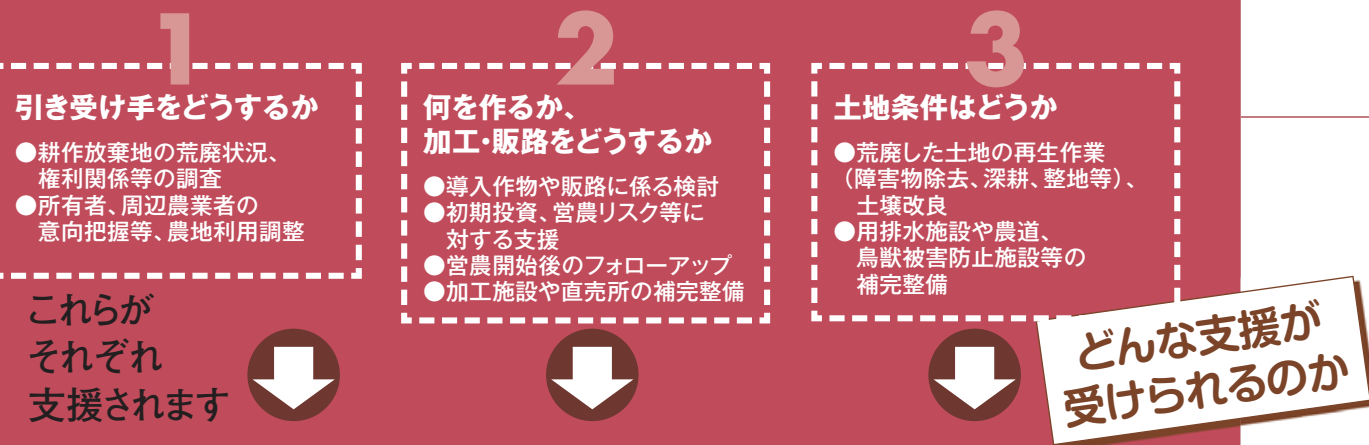 1
引き受け手をどうするか
●耕作放棄地の荒廃状況、
権利関係等の調査
●所有者、周辺農業者の
意向把握等、農地利用調整
2
何を作るか、
加工・販路をどうするか
●導入作物や販路に係る検討
●初期投資、営農リスク等に
対する支援
●営農開始後のフォローアップ
●加工施設や直売所の補完整備
3
土地条件はどうか
●荒廃した土地の再生作業
（障害物除去、深耕、整地等）、
土壌改良
●用排水施設や農道、
鳥獣被害防止施設等の
補完整備
これらが
それぞれ
支援されます
どんな支援が
受けられるのか